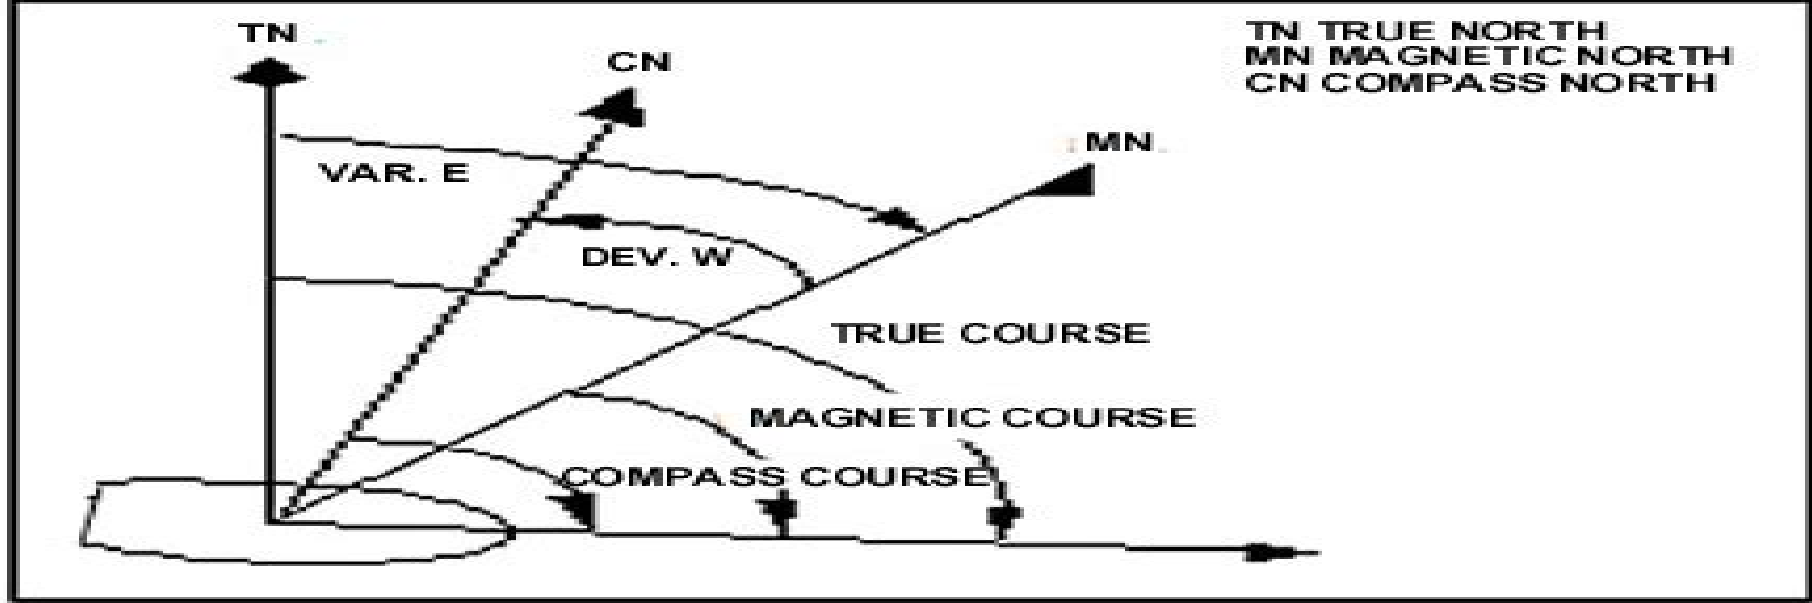 TN
CN
TN TRUE NORTH
MN MAGNETIC NORTH
CN COMPASS NORTH
MN
VAR. E
DEV. W
TRUE COURSE
MAGNETIC COURSE
COMPASS COURSE